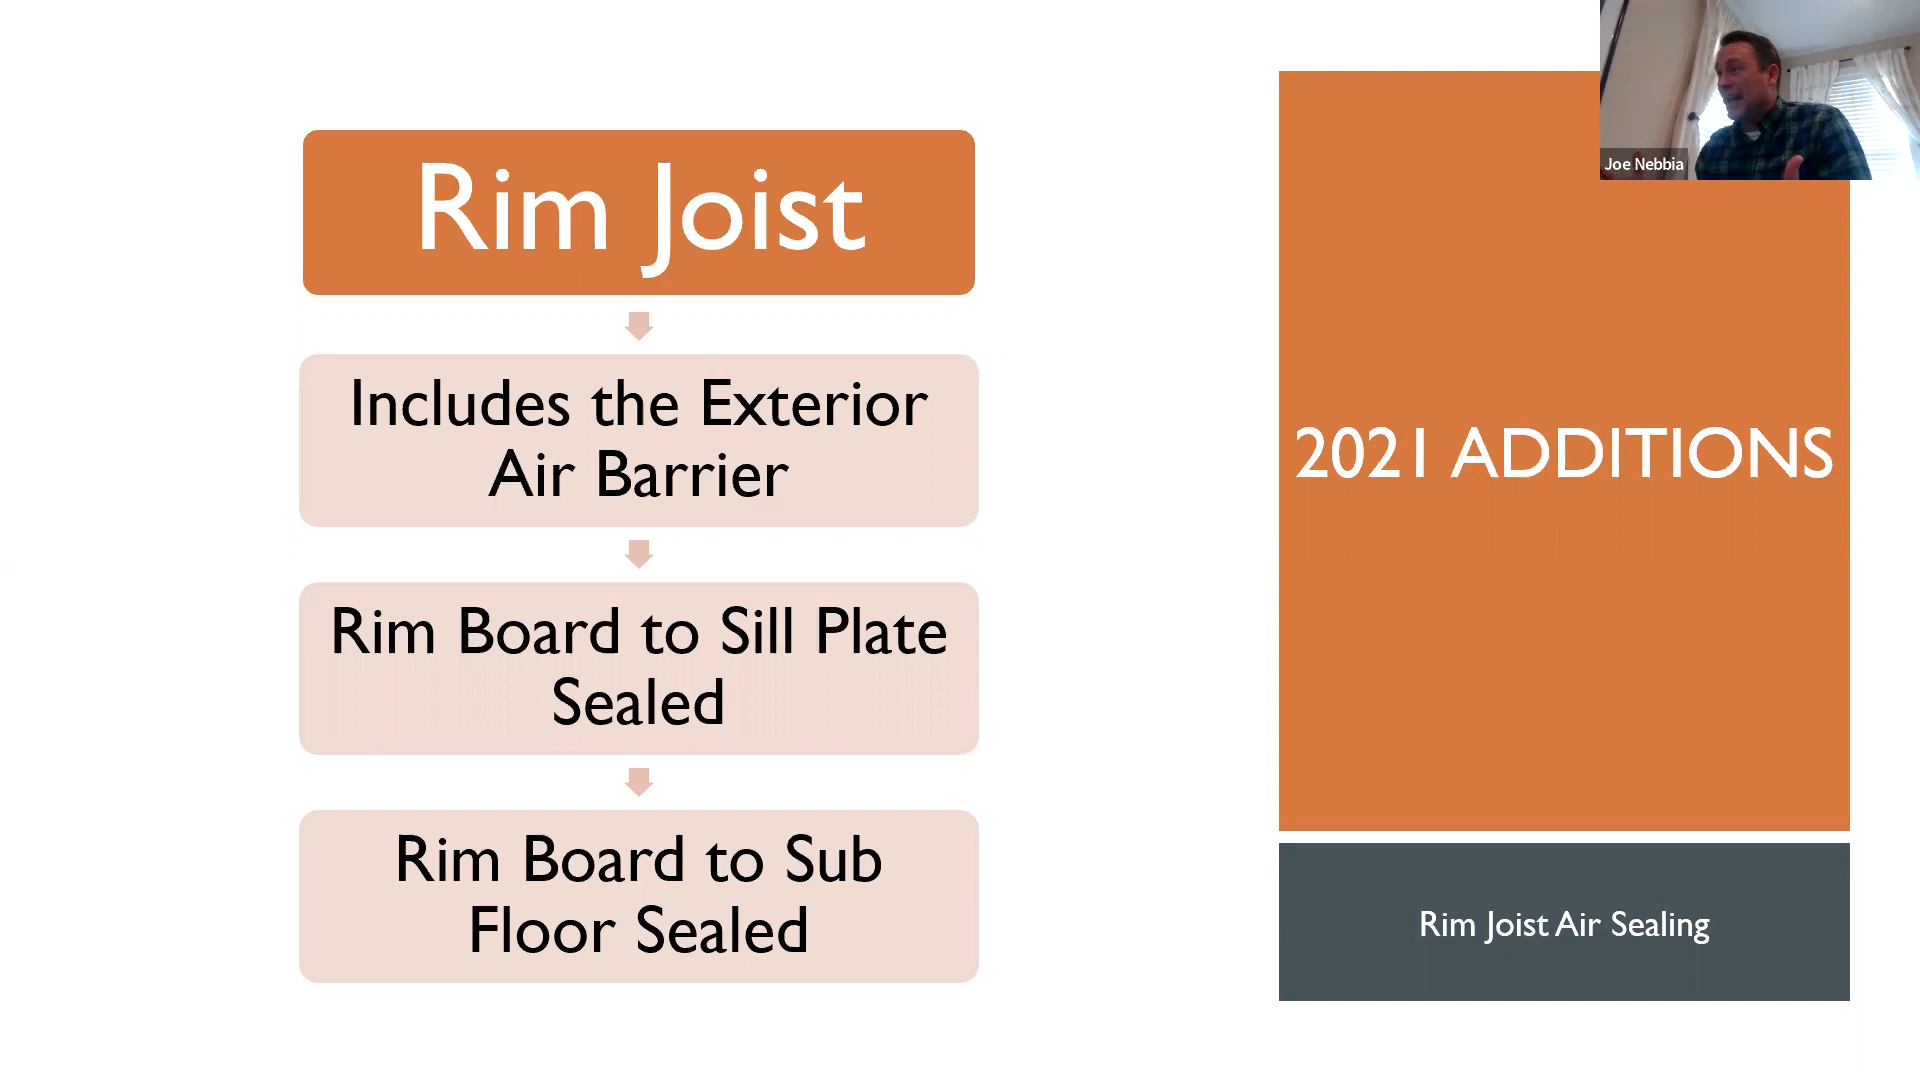 Rim Joist
Includes the Exterior
Air Barrier
Rim Board to Sill Plate
Sealed
Rim Board to Sub
Floor Sealed
2021 ADDITIONS
Rim Joist Air Sealing
Joe Nebbia